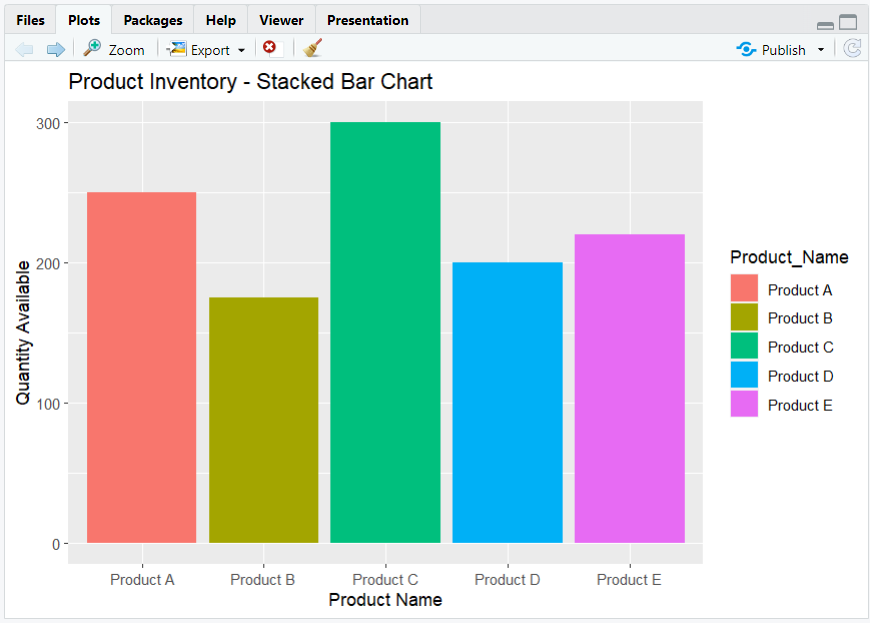 Files Plots Packages Help Viewer Presentation
Zoom Export Publish
Product Inventory - Stacked Bar Chart
300
200
100
0
Quantity Available
Product A Product B Product C Product D Product E
Product Name
Product_Name
Product A
Product B
Product C
Product D
Product E